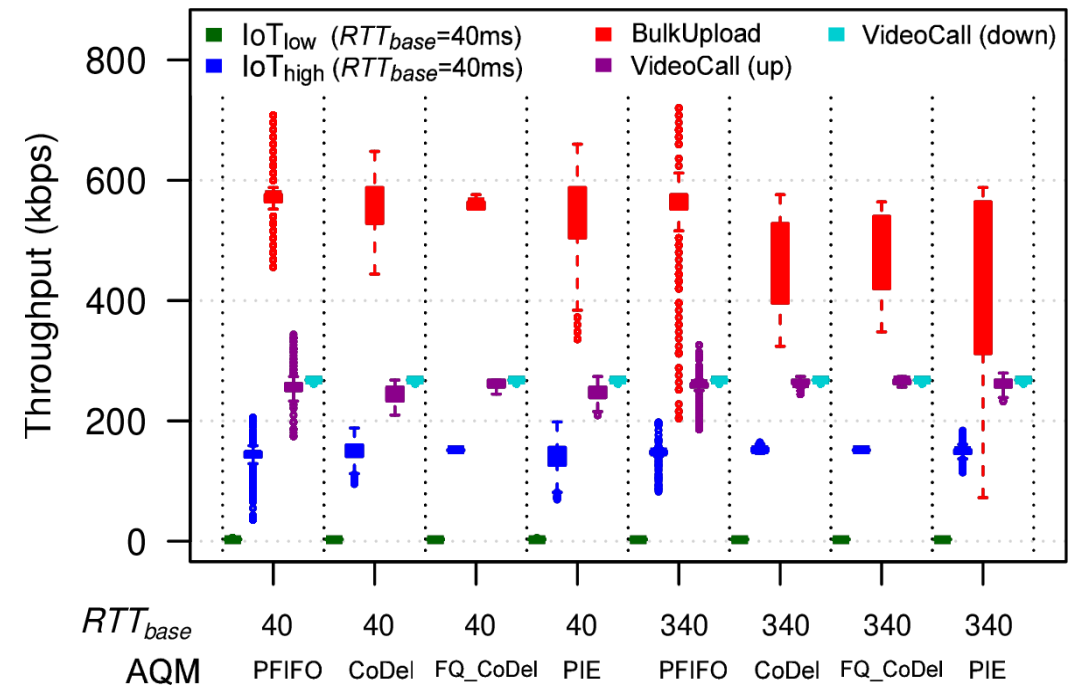 IoTlow (RTTbase=40ms)
IoThigh (RTTbase=40ms)
BulkUpload
VideoCall (up)
VideoCall (down)
Throughput (kbps)
800
600
400
200
0
RTTbase 40 40 40 40 340 340 340 340
AQM PFIFO CoDel FQ_CoDel PIE PFIFO CoDel FQ_CoDel PIE